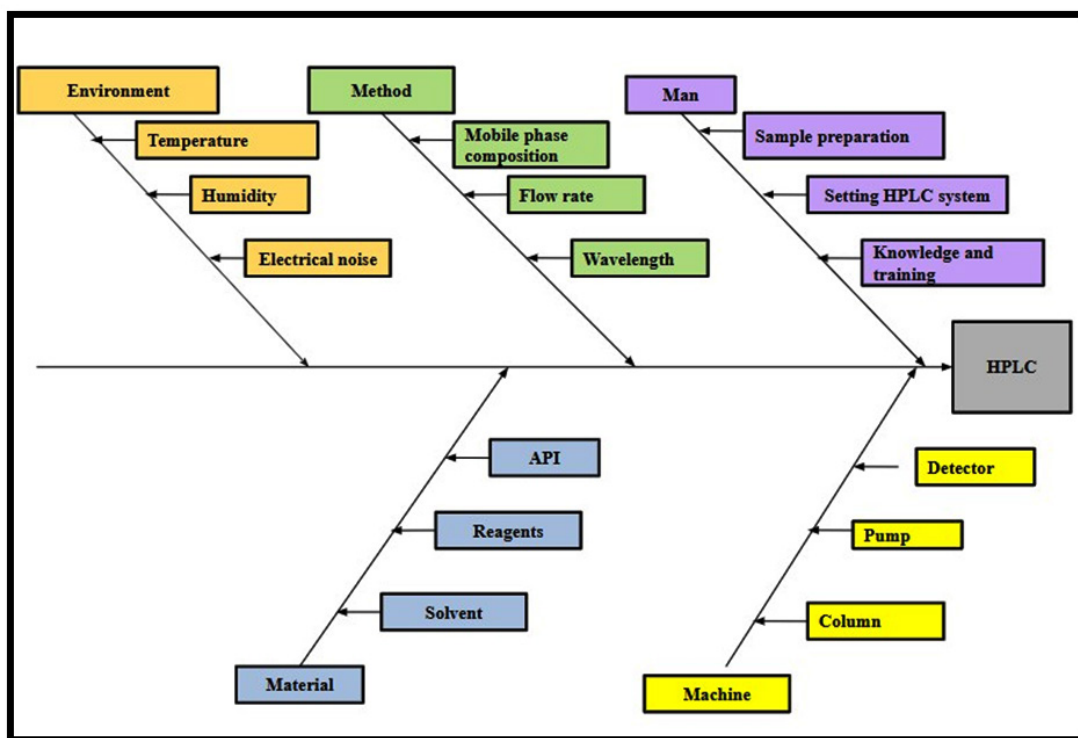 Environment
Method
Man
Temperature
Mobile phase
composition
Sample preparation
Humidity
Flow rate
Setting HPLC system
Electrical noise
Wavelength
Knowledge and
training
HPLC
API
Detector
Reagents
Pump
Solvent
Column
Material
Machine